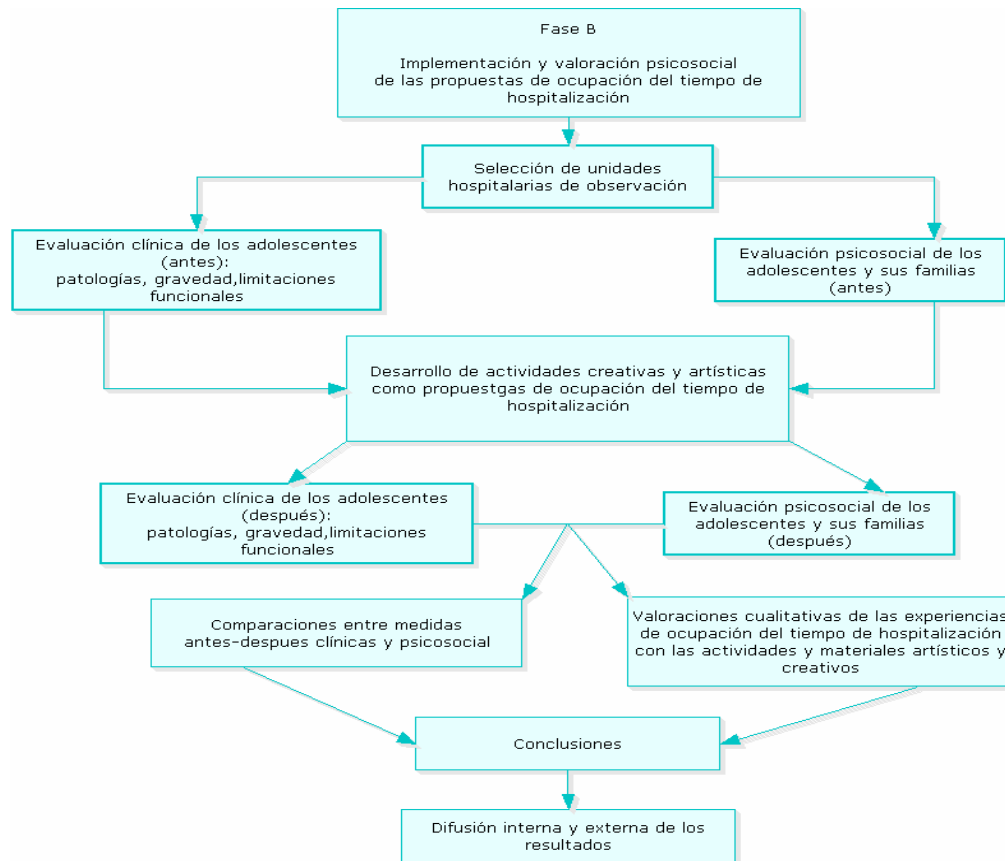 Fase B
Implementación y valoración psicosocial
de las propuestas de ocupación del tiempo de
hospitalización
Selección de unidades
hospitalarias de observación
Evaluación clínica de los adolescentes
(antes):
patologías, gravedad,limitaciones
funcionales
Evaluación psicosocial de los
adolescentes y sus familias
(antes)
Desarrollo de actividades creativas y artísticas
como propuestgas de ocupación del tiempo de
hospitalización
Evaluación clínica de los adolescentes
(después):
patologías, gravedad,limitaciones
funcionales
Evaluación psicosocial de los
adolescentes y sus familias
(después)
Comparaciones entre medidas
antes-despues clínicas y psicosocial
Valoraciones cualitativas de las experiencias
de ocupación del tiempo de hospitalización
con las actividades y materiales artísticos y
creativos
Conclusiones
Difusión interna y externa de los
resultados